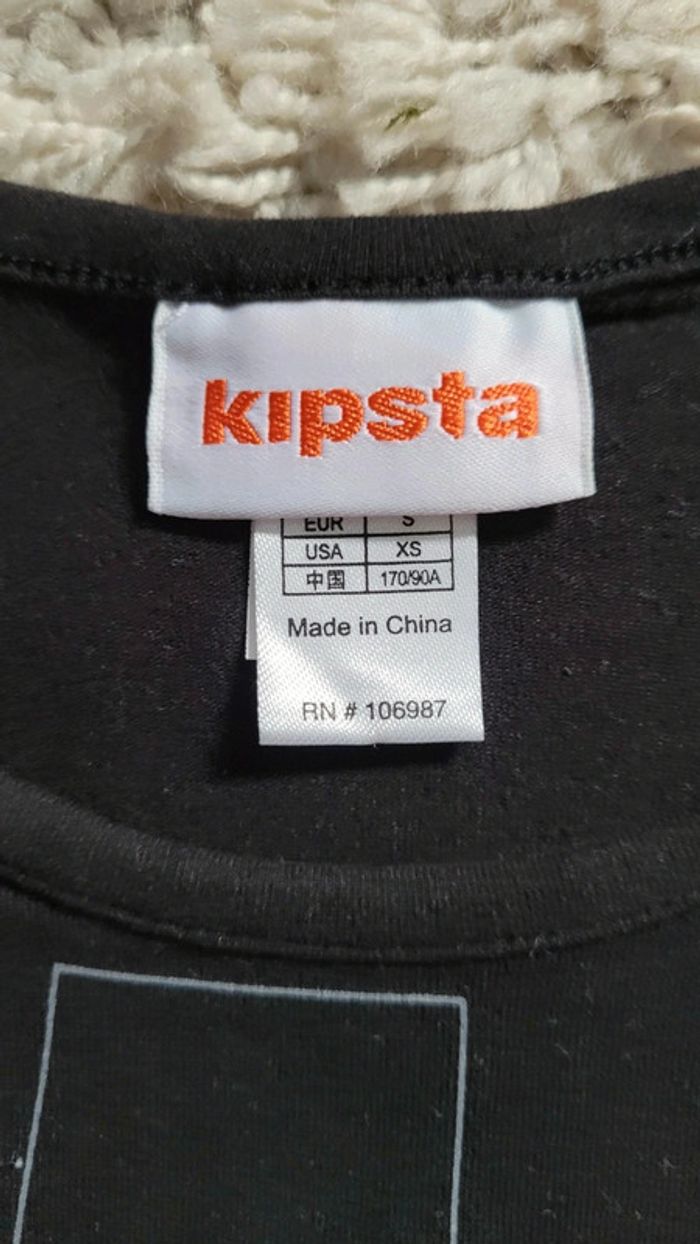 kipsta
EUR S
USA XS
中国 170/90A
Made in China
RN # 106987